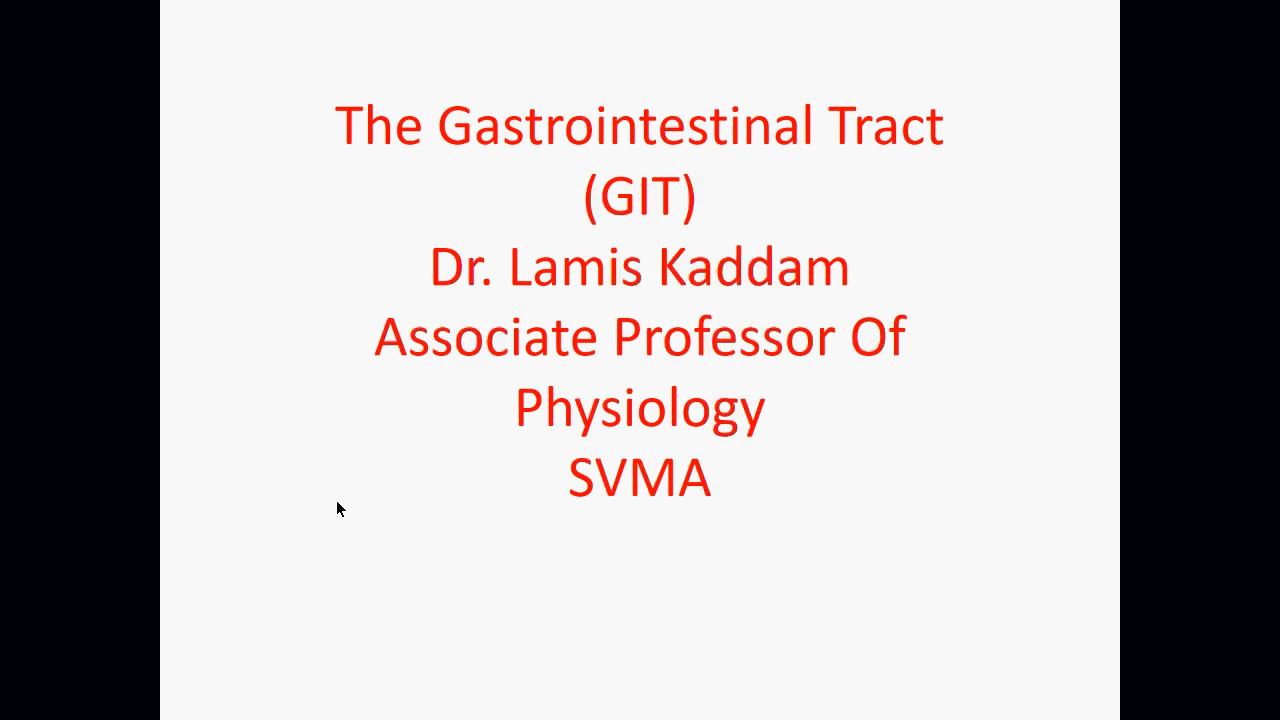 The Gastrointestinal Tract
(GIT)
Dr. Lamis Kaddam
Associate Professor Of
Physiology
SVMA